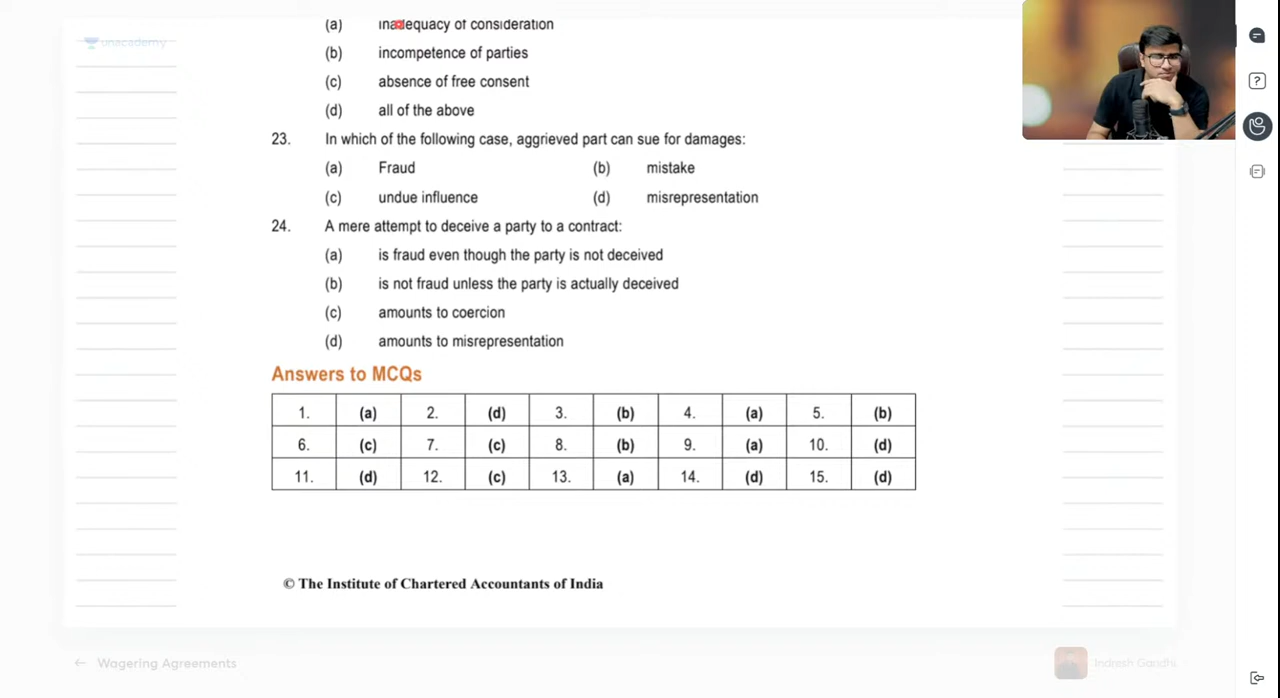 (a) inadequacy of consideration
unacademy
(b) incompetence of parties
(c) absence of free consent
(d) all of the above
23. In which of the following case, aggrieved part can sue for damages:
(a) Fraud (b) mistake
(c) undue influence (d) misrepresentation
24. A mere attempt to deceive a party to a contract:
(a) is fraud even though the party is not deceived
(b) is not fraud unless the party is actually deceived
(c) amounts to coercion
(d) amounts to misrepresentation
Answers to MCQs
1. (a) 2. (d) 3. (b) 4. (a) 5. (b)
6. (c) 7. (c) 8. (b) 9. (a) 10. (d)
11. (d) 12. (c) 13. (a) 14. (d) 15. (d)
© The Institute of Chartered Accountants of India
← Wagering Agreements
Indresh Gandhi